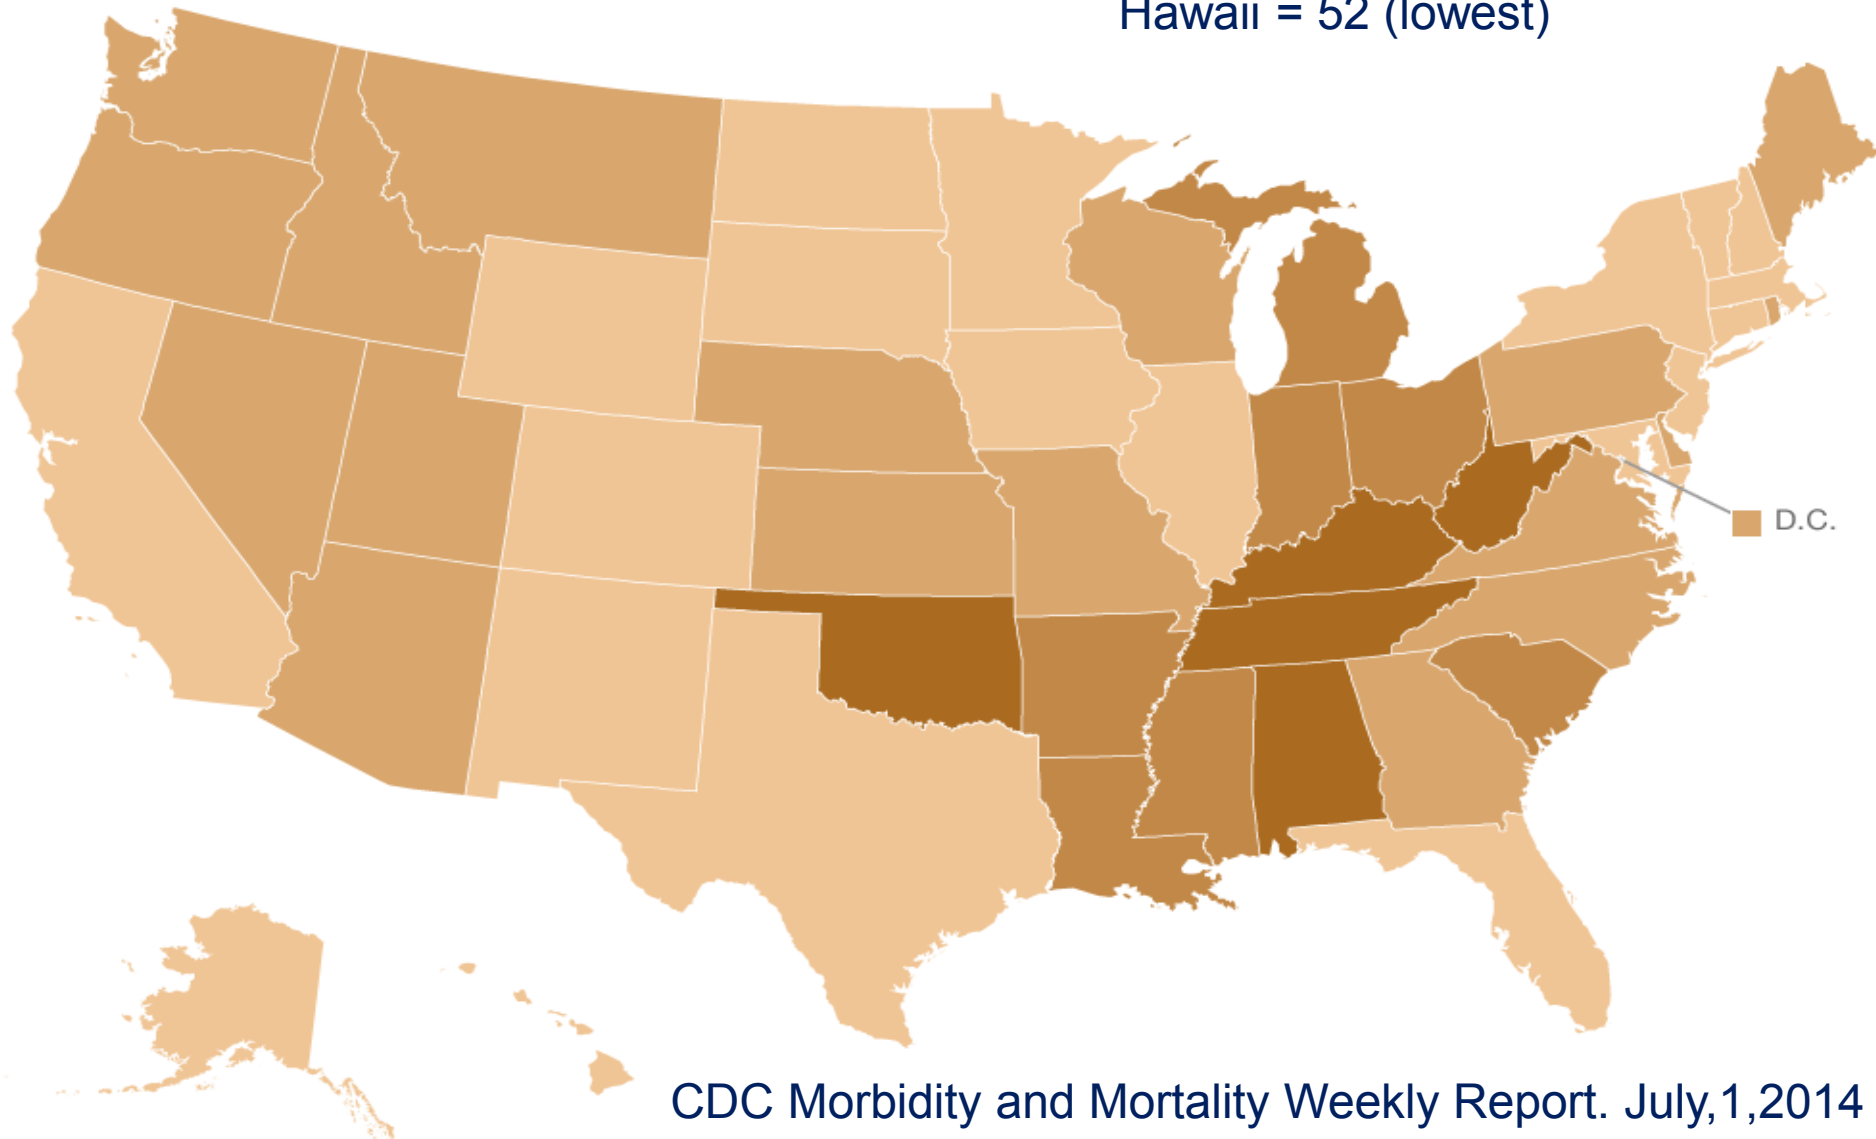 Hawaii = 52 (lowest)
D.C.
CDC Morbidity and Mortality Weekly Report. July,1,2014